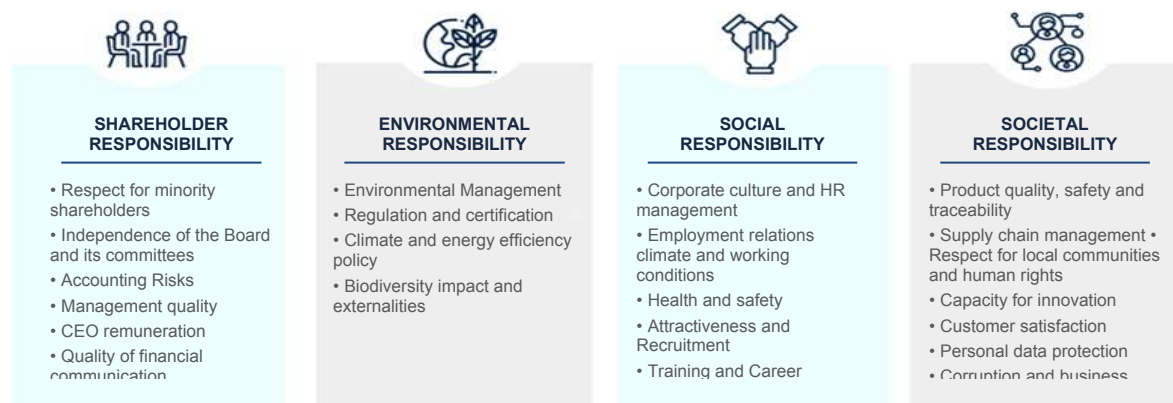 SHAREHOLDER
RESPONSIBILITY
• Respect for minority
shareholders
• Independence of the Board
and its committees
• Accounting Risks
• Management quality
• CEO remuneration
• Quality of financial
communication
ENVIRONMENTAL
RESPONSIBILITY
• Environmental Management
• Regulation and certification
• Climate and energy efficiency
policy
• Biodiversity impact and
externalities
SOCIAL
RESPONSIBILITY
• Corporate culture and HR
management
• Employment relations
climate and working
conditions
• Health and safety
• Attractiveness and
Recruitment
• Training and Career
SOCIETAL
RESPONSIBILITY
• Product quality, safety and
traceability
• Supply chain management •
Respect for local communities
and human rights
• Capacity for innovation
• Customer satisfaction
• Personal data protection
• Corruption and business